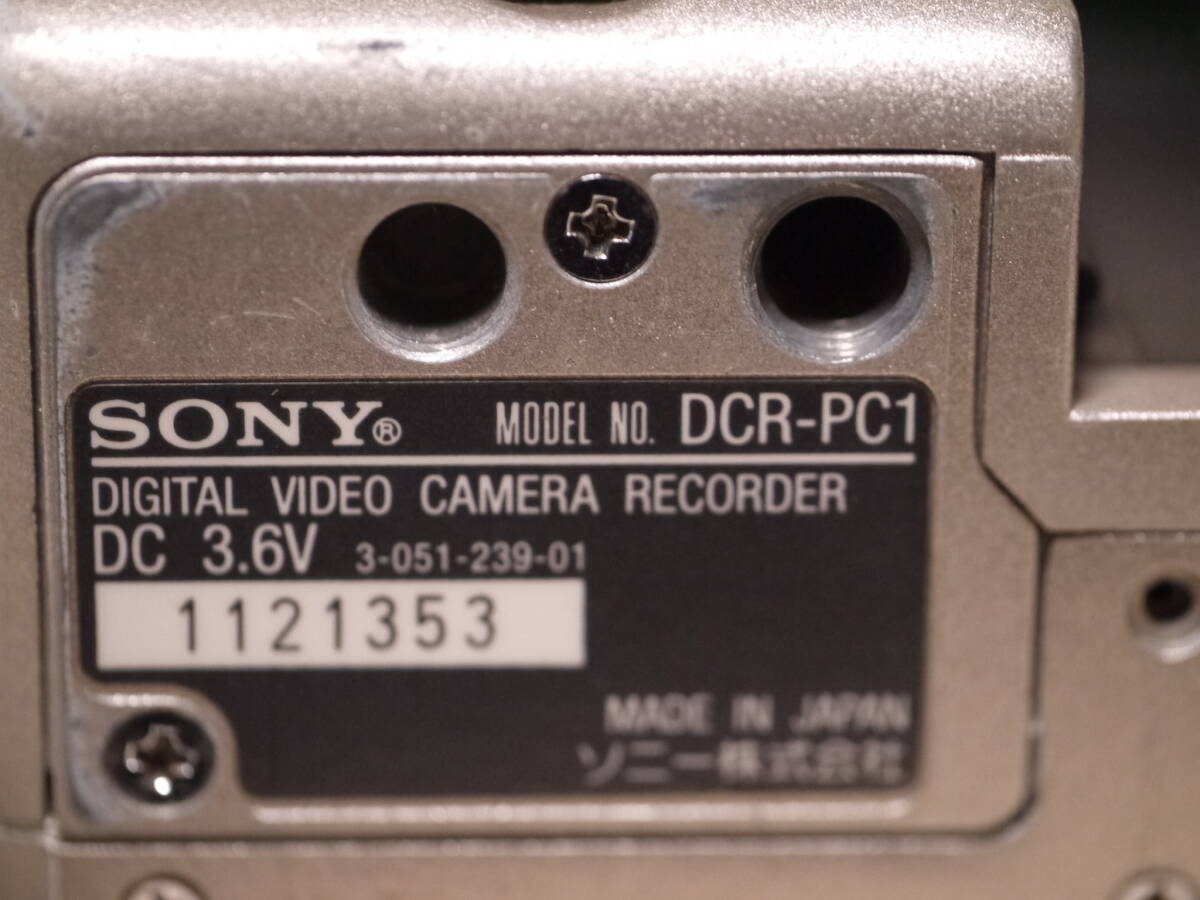 SONY® MODEL NO. DCR-PC1
DIGITAL VIDEO CAMERA RECORDER
DC 3.6V 3-051-239-01
1121353
MADE IN JAPAN
ソニー株式会社